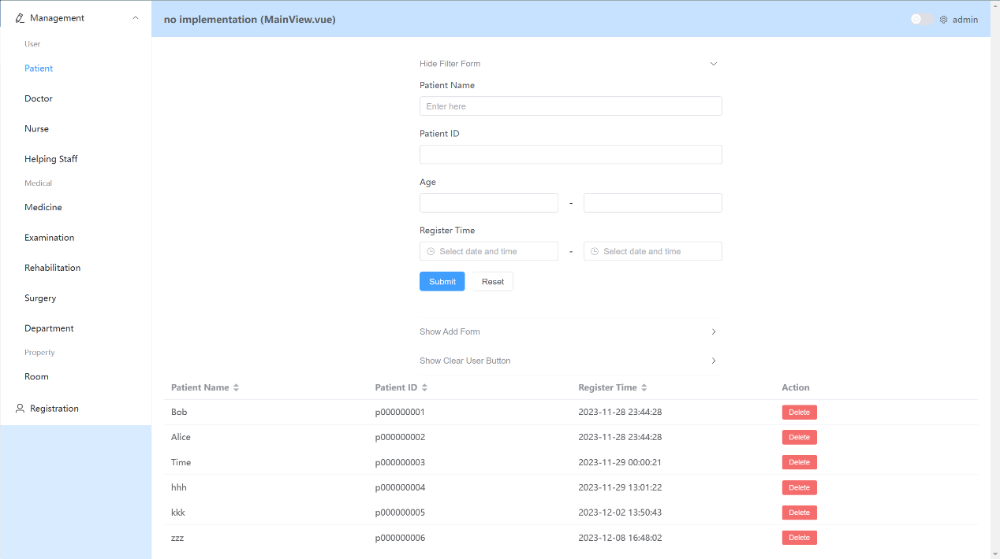 Management
User
Patient
Doctor
Nurse
Helping Staff
Medical
Medicine
Examination
Rehabilitation
Surgery
Department
Property
Room
Registration
no implementation (MainView.vue)
admin
Hide Filter Form
Patient Name
Enter here
Patient ID
Age
-
Register Time
Select date and time - Select date and time
Submit Reset
Show Add Form
Show Clear User Button
Patient Name Patient ID Register Time Action
Bob p000000001 2023-11-28 23:44:28 Delete
Alice p000000002 2023-11-28 23:44:28 Delete
Time p000000003 2023-11-29 00:00:21 Delete
hhh p000000004 2023-11-29 13:01:22 Delete
kkk p000000005 2023-12-02 13:50:43 Delete
zzz p000000006 2023-12-08 16:48:02 Delete